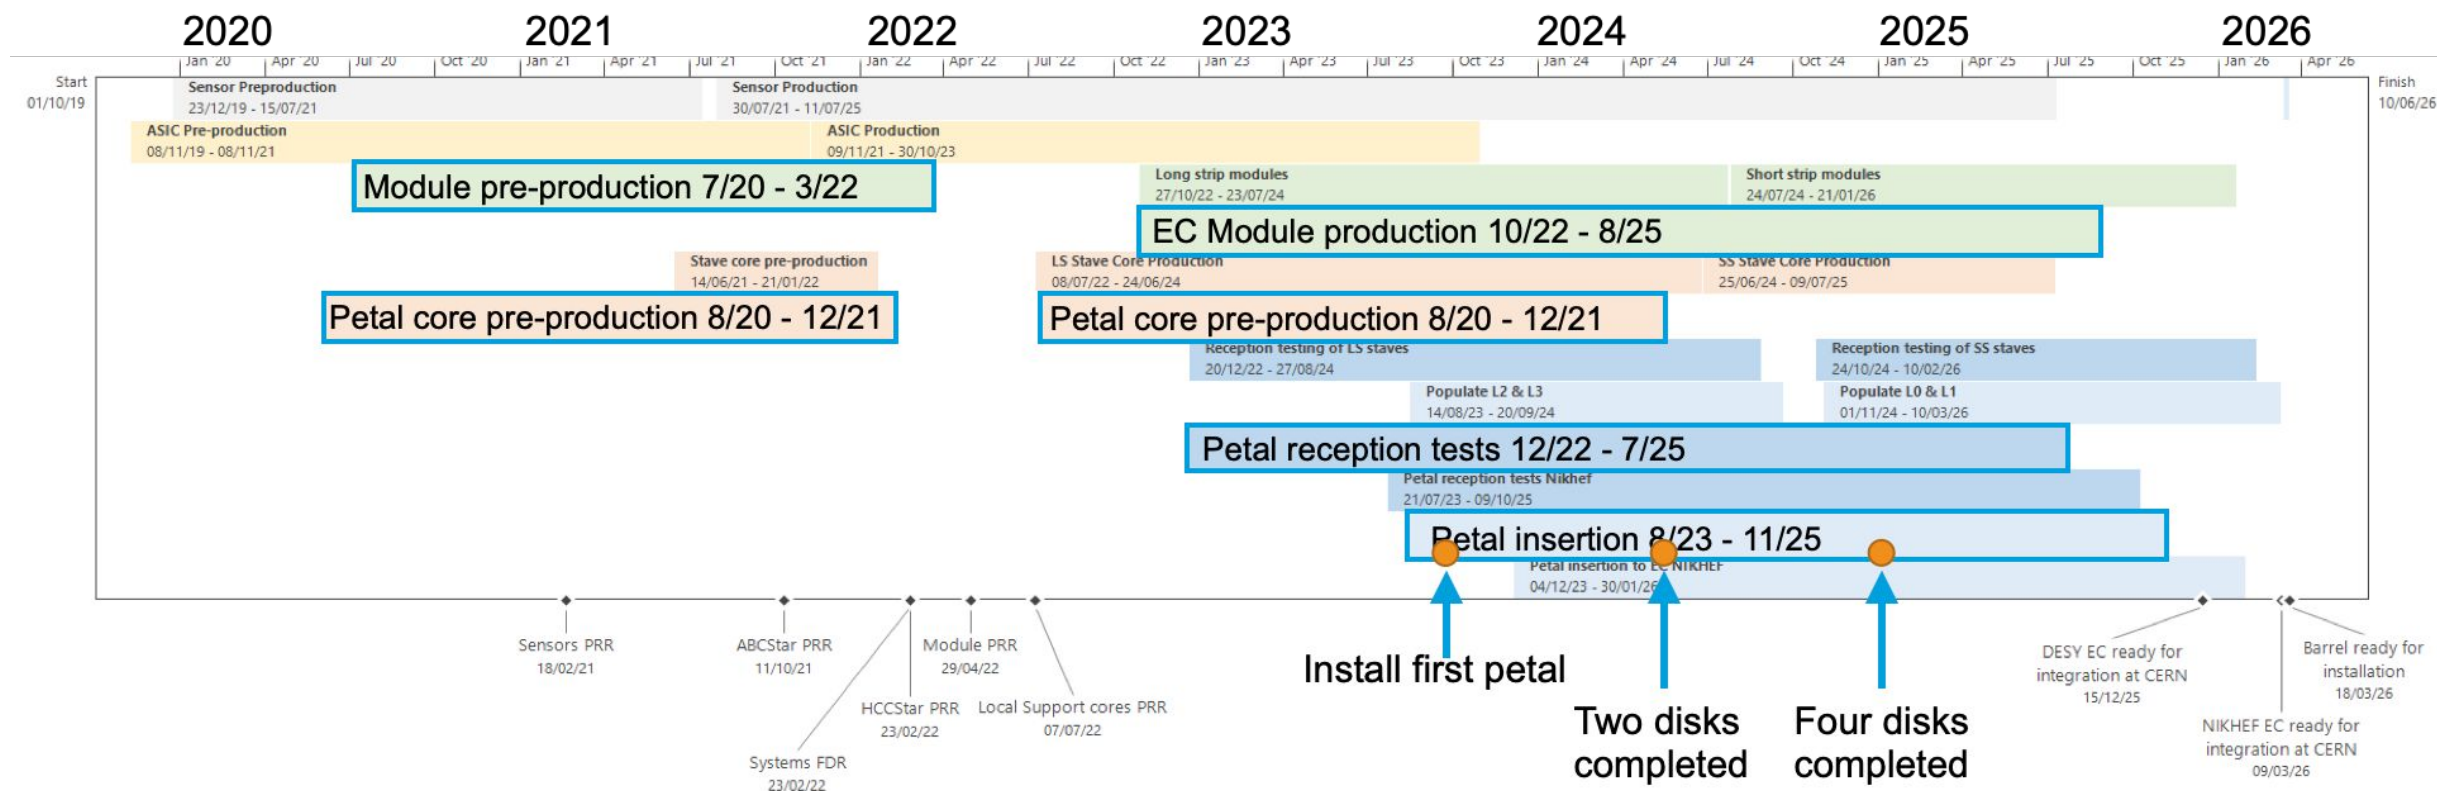 2020 2021 2022 2023 2024 2025 2026
Jan '20 Apr '20 Jul '20 Oct '20 Jan '21 Apr '21 Jul '21 Oct '21 Jan '22 Apr '22 Jul '22 Oct '22 Jan '23 Apr '23 Jul '23 Oct '23 Jan '24 Apr '24 Jul '24 Oct '24 Jan '25 Apr '25 Jul '25 Oct '25 Jan '26 Apr '26
Start
01/10/19
Finish
10/06/26
Sensor Preproduction
23/12/19 - 15/07/21
Sensor Production
30/07/21 - 11/07/25
ASIC Pre-production
08/11/19 - 08/11/21
ASIC Production
09/11/21 - 30/10/23
Module pre-production 7/20 - 3/22
Long strip modules
27/10/22 - 23/07/24
Short strip modules
24/07/24 - 21/01/26
EC Module production 10/22 - 8/25
Stave core pre-production
14/06/21 - 21/01/22
LS Stave Core Production
08/07/22 - 24/06/24
SS Stave Core Production
25/06/24 - 09/07/25
Petal core pre-production 8/20 - 12/21
Petal core pre-production 8/20 - 12/21
Reception testing of LS staves
20/12/22 - 27/08/24
Reception testing of SS staves
24/10/24 - 10/02/26
Populate L2 & L3
14/08/23 - 20/09/24
Populate L0 & L1
01/11/24 - 10/03/26
Petal reception tests 12/22 - 7/25
Petal reception tests Nikhef
21/07/23 - 09/10/25
Petal insertion 8/23 - 11/25
Petal insertion to EC NIKHEF
04/12/23 - 30/01/26
Sensors PRR
18/02/21
ABCStar PRR
11/10/21
Systems FDR
23/02/22
HCCStar PRR
23/02/22
Module PRR
29/04/22
Local Support cores PRR
07/07/22
Install first petal
Two disks
completed
Four disks
completed
DESY EC ready for
integration at CERN
15/12/25
NIKHEF EC ready for
integration at CERN
09/03/26
Barrel ready for
installation
18/03/26